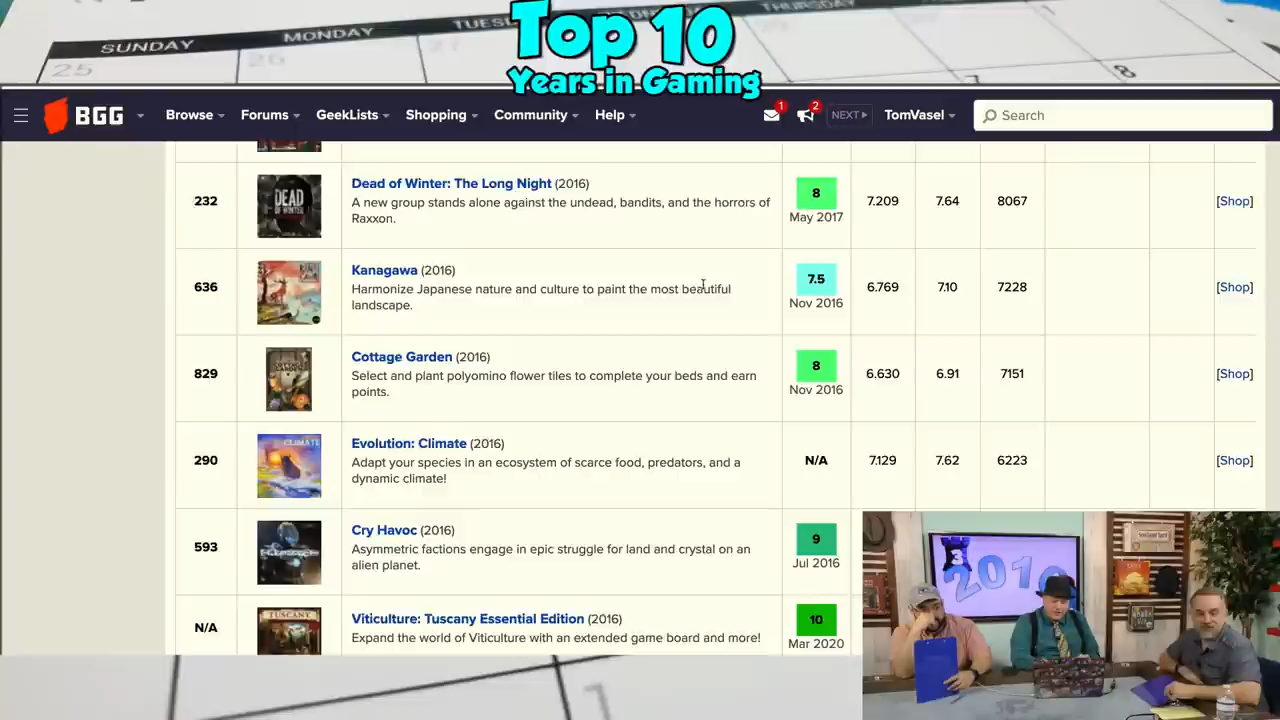 Top 10
Years in Gaming
SUNDAY
MONDAY
THURSDAY
25
26
7
8
BGG
Browse
Forums
GeekLists
Shopping
Community
Help
1
2
NEXT
TomVasel
Search
232
Dead of Winter: The Long Night (2016)
A new group stands alone against the undead, bandits, and the horrors of
Raxxon.
8
May 2017
7.209
7.64
8067
[Shop]
636
Kanagawa (2016)
Harmonize Japanese nature and culture to paint the most beautiful
landscape.
7.5
Nov 2016
6.769
7.10
7228
[Shop]
829
Cottage Garden (2016)
Select and plant polyomino flower tiles to complete your beds and earn
points.
8
Nov 2016
6.630
6.91
7151
[Shop]
290
Evolution: Climate (2016)
Adapt your species in an ecosystem of scarce food, predators, and a
dynamic climate!
N/A
7.129
7.62
6223
[Shop]
CLIMATE
593
Cry Havoc (2016)
Asymmetric factions engage in epic struggle for land and crystal on an
alien planet.
9
Jul 2016
N/A
TUSCANY
Viticulture: Tuscany Essential Edition (2016)
Expand the world of Viticulture with an extended game board and more!
10
Mar 2020
3